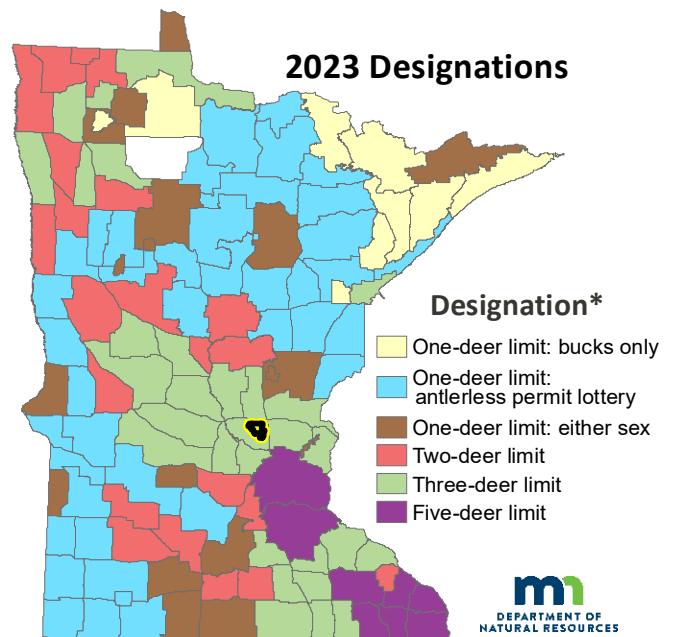 2023 Designations
Designation*
One-deer limit: bucks only
One-deer limit:
antlerless permit lottery
One-deer limit: either sex
Two-deer limit
Three-deer limit
Five-deer limit
mn
DEPARTMENT OF
NATURAL RESOURCES